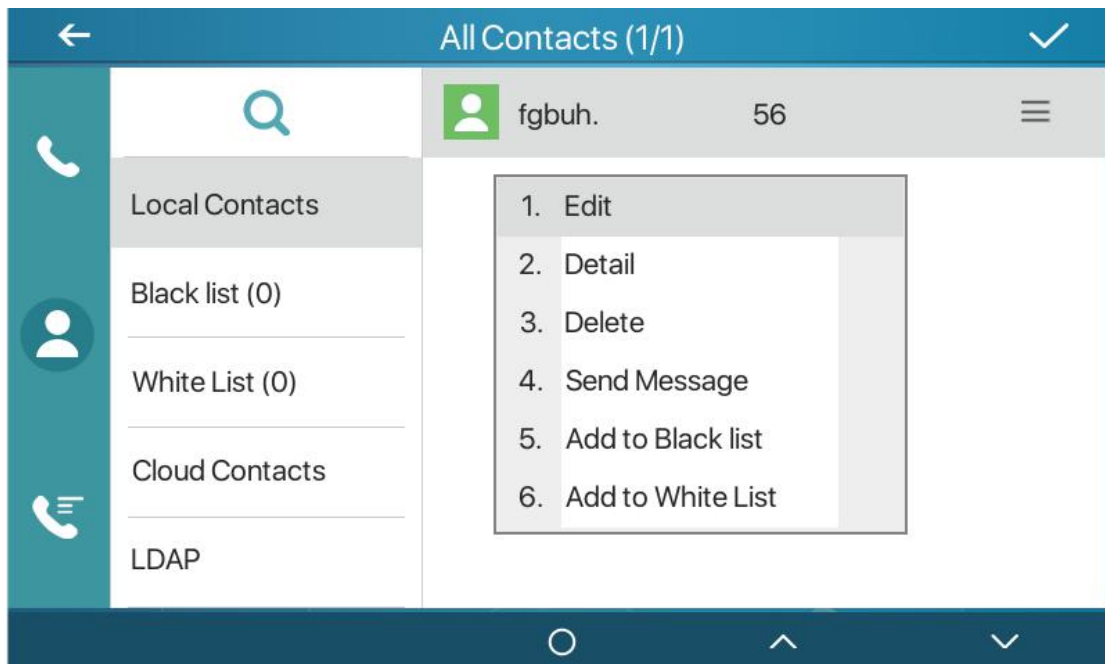 All Contacts (1/1)
fgbuh. 56
Local Contacts
Black list (0)
White List (0)
Cloud Contacts
LDAP
1. Edit
2. Detail
3. Delete
4. Send Message
5. Add to Black list
6. Add to White List